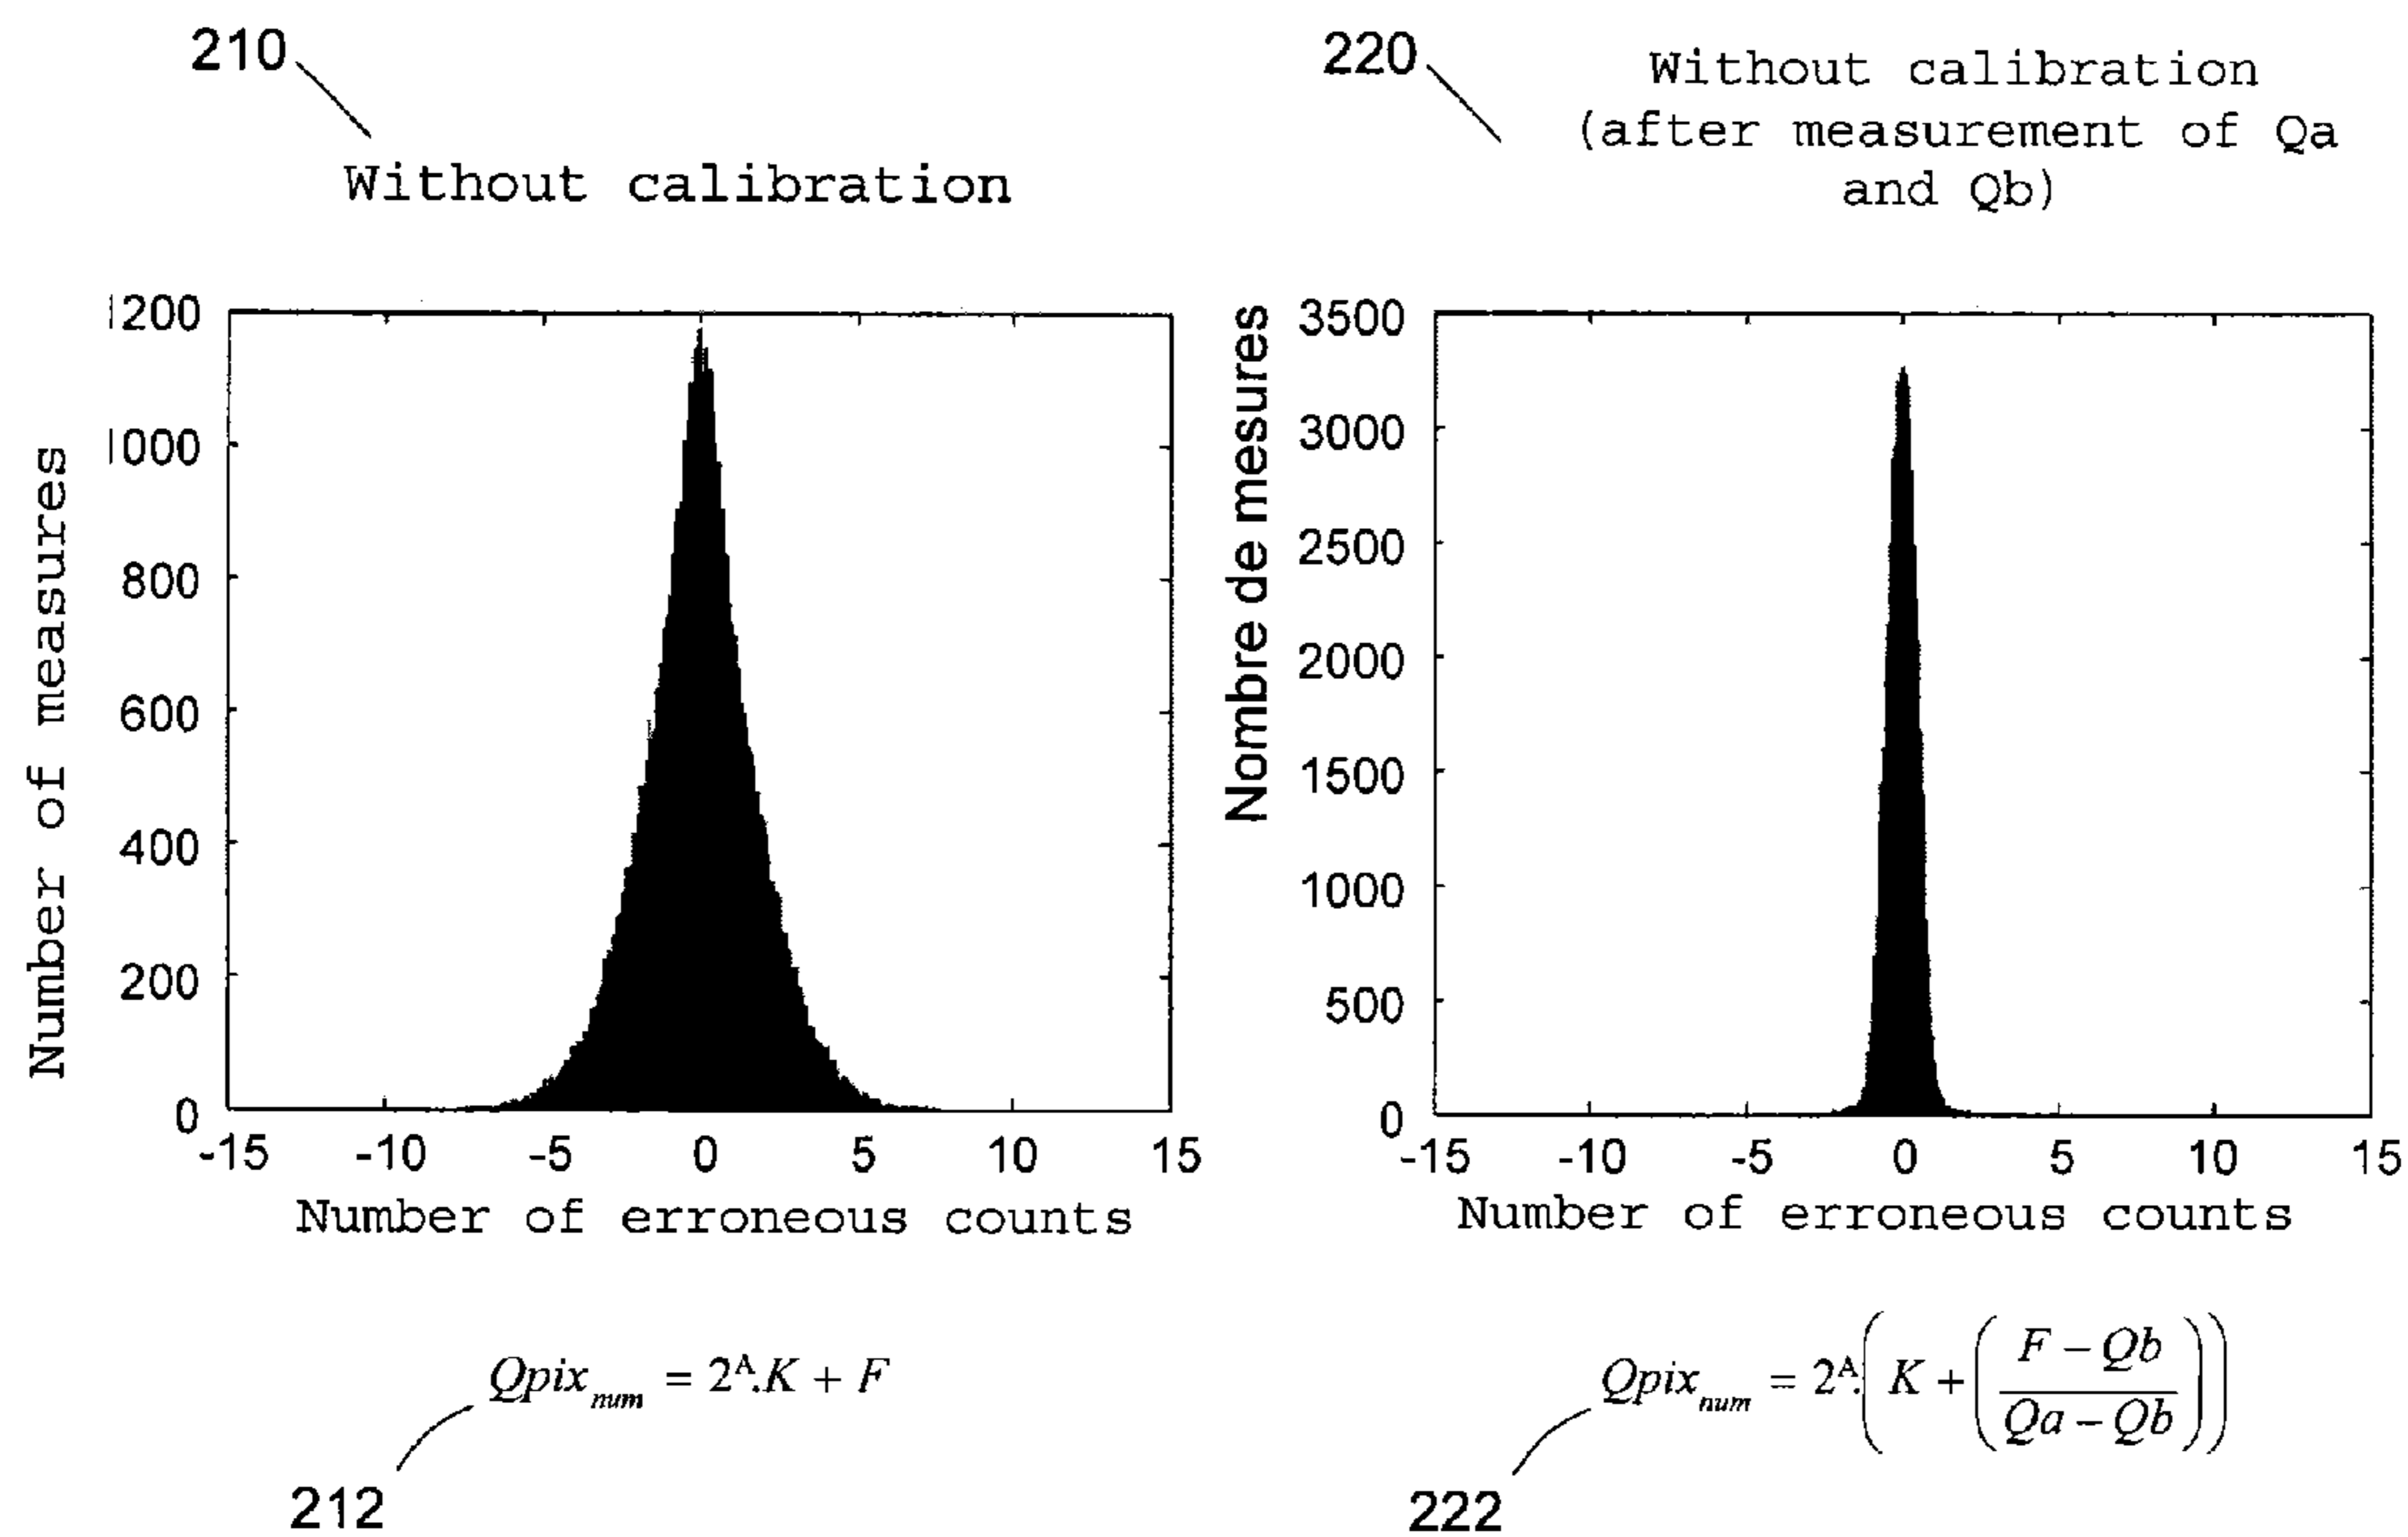 210
Without calibration
1200
1000
800
600
400
200
0
Number of measures
-15 -10 -5 0 5 10 15
Number of erroneous counts
Qpix_num = 2^A.K + F
212
220
Without calibration
(after measurement of Qa
and Qb)
3500
3000
2500
2000
1500
1000
500
0
Nombre de mesures
-15 -10 -5 0 5 10 15
Number of erroneous counts
Qpix_num = 2^A.(K + ((F - Qb)/(Qa - Qb)))
222